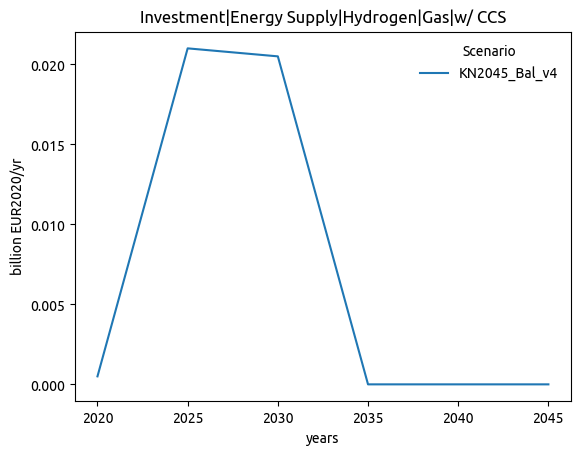 Investment|Energy Supply|Hydrogen|Gas|w/ CCS
Scenario
KN2045_Bal_v4
billion EUR2020/yr
0.020
0.015
0.010
0.005
0.000
2020 2025 2030 2035 2040 2045
years